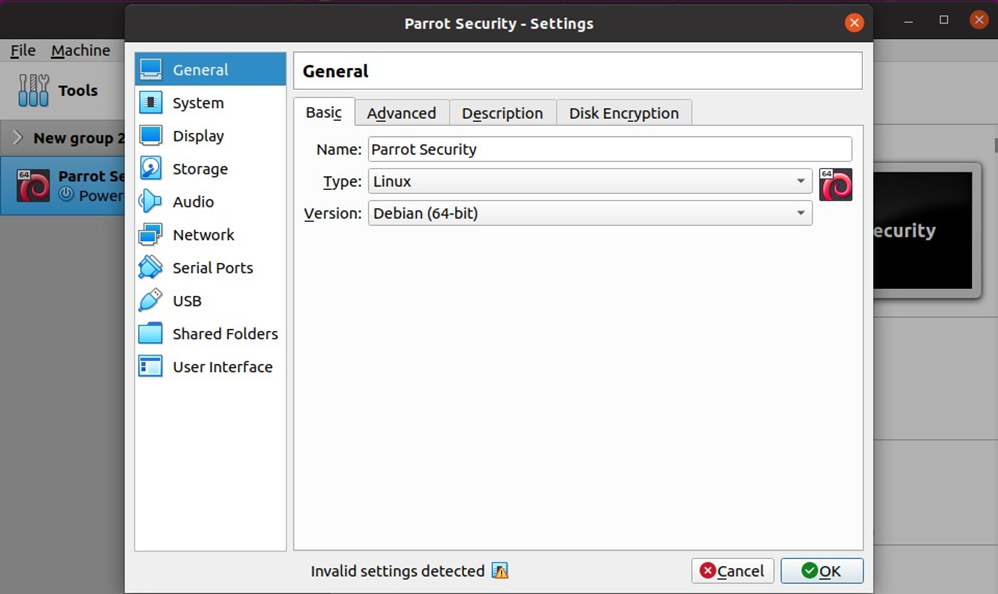 Parrot Security - Settings
File Machine
Tools
New group 2
64
Parrot Se
Power
General
System
Display
Storage
Audio
Network
Serial Ports
USB
Shared Folders
User Interface
General
Basic Advanced Description Disk Encryption
Name: Parrot Security
Type: Linux
64
Version: Debian (64-bit)
ecurity
Invalid settings detected
Cancel OK